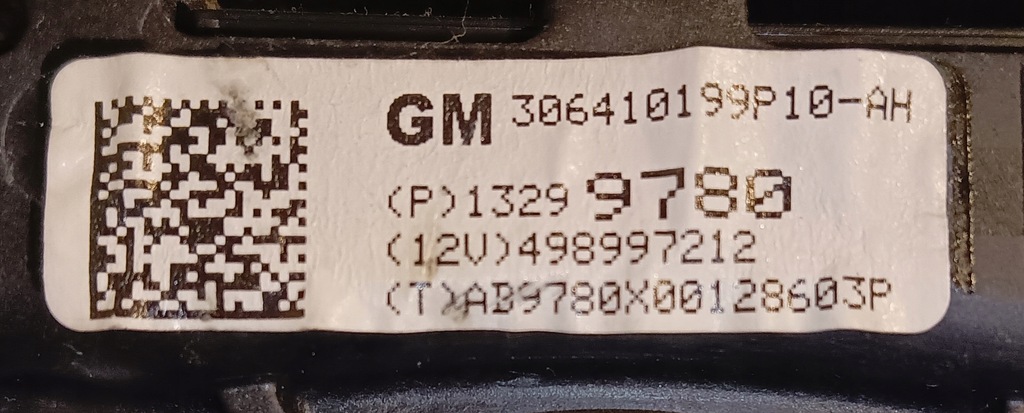 GM 306410199P10-AH
(P)1329 9780
(12V)498997212
(T)AB9780X00128603P